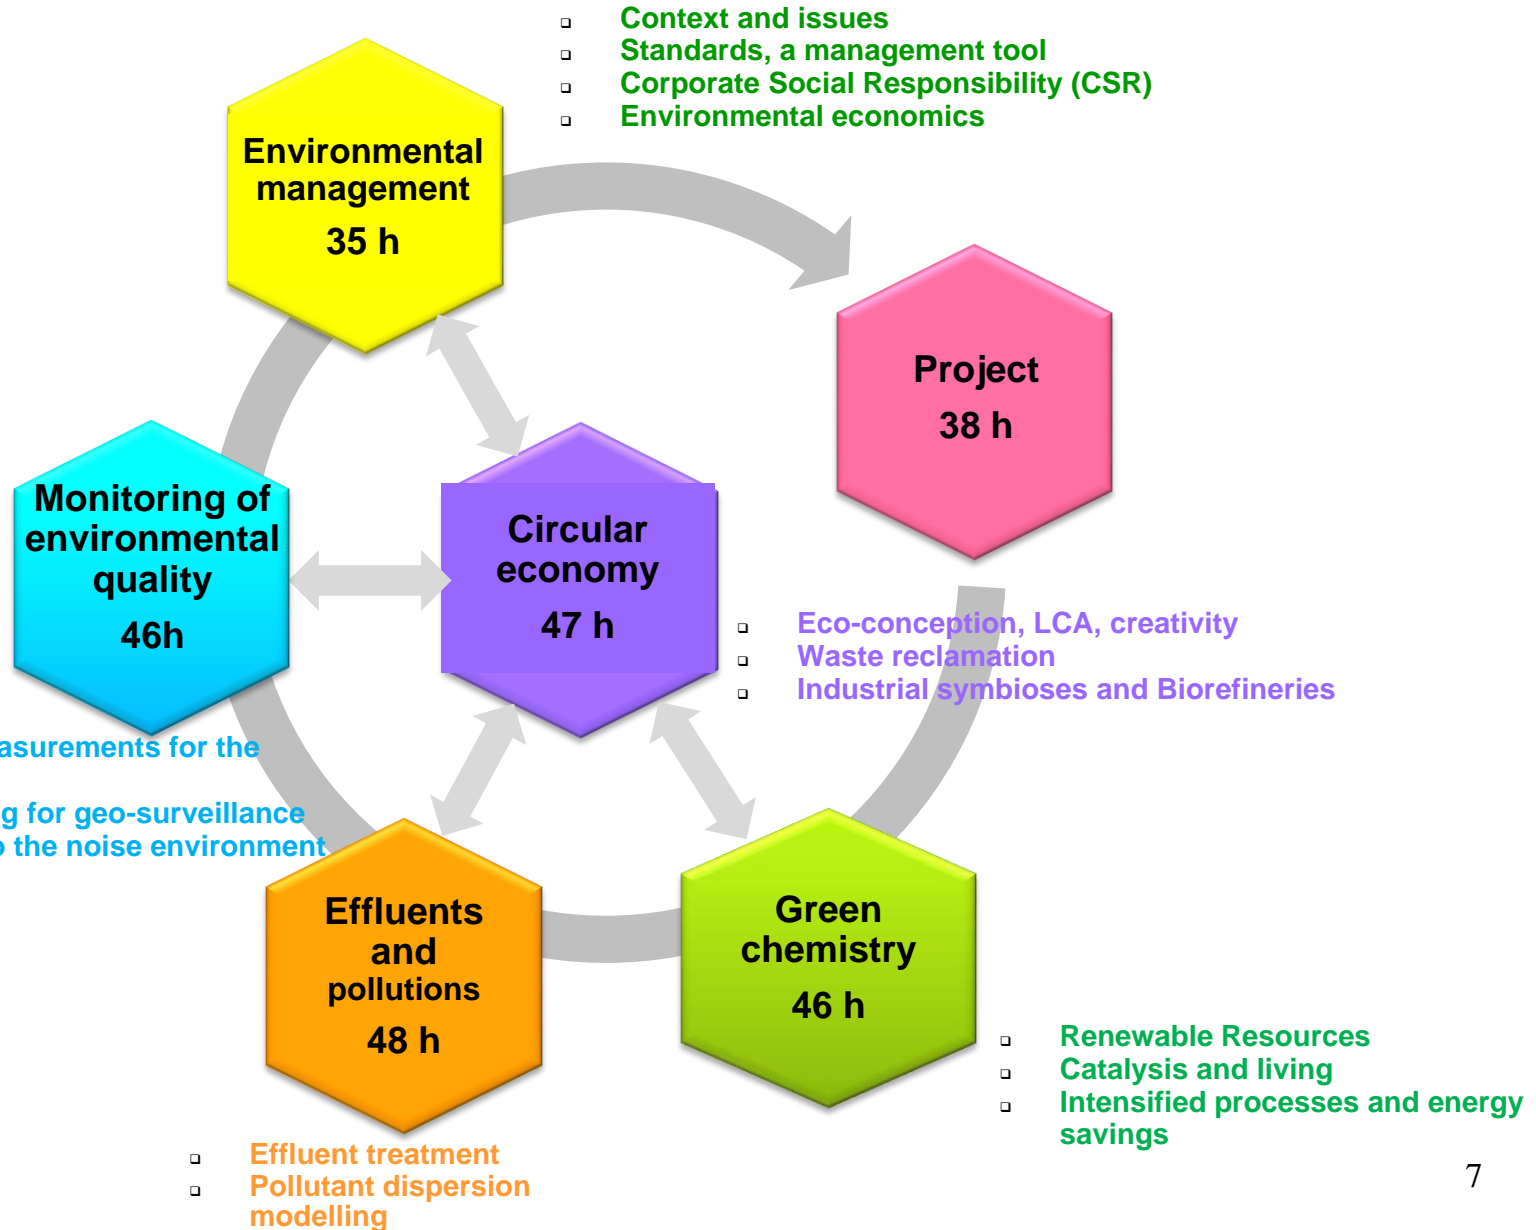 Context and issues
Standards, a management tool
Corporate Social Responsibility (CSR)
Environmental economics
Environmental
management
35 h
Project
38 h
Monitoring of
environmental
quality
46h
Circular
economy
47 h
Eco-conception, LCA, creativity
Waste reclamation
Industrial symbioses and Biorefineries
asurements for the
g for geo-surveillance
o the noise environment
Effluents
and
pollutions
48 h
Green
chemistry
46 h
Renewable Resources
Catalysis and living
Intensified processes and energy
savings
Effluent treatment
Pollutant dispersion
modelling
7